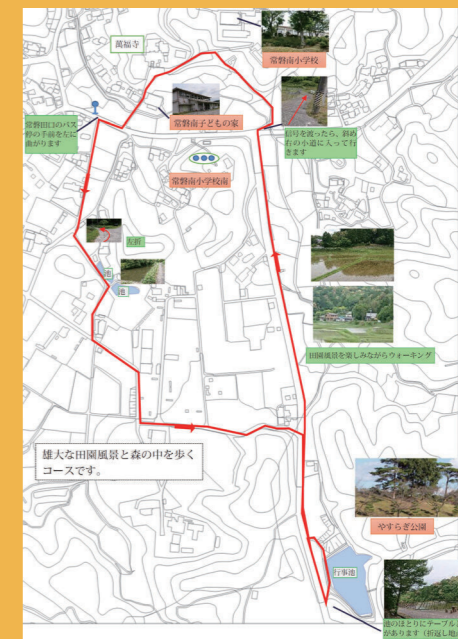 萬福寺
常磐南小学校
常磐田口のバス
停の手前を左に
曲がります
常磐南子どもの家
信号を渡ったら、斜め
右の小道に入って行
きます
常磐南小学校南
左折
池
池
田園風景を楽しみながらウォーキング
雄大な田園風景と森の中を歩く
コースです。
やすらぎ公園
行事池
池のほとりにテーブル
があります（折返し地